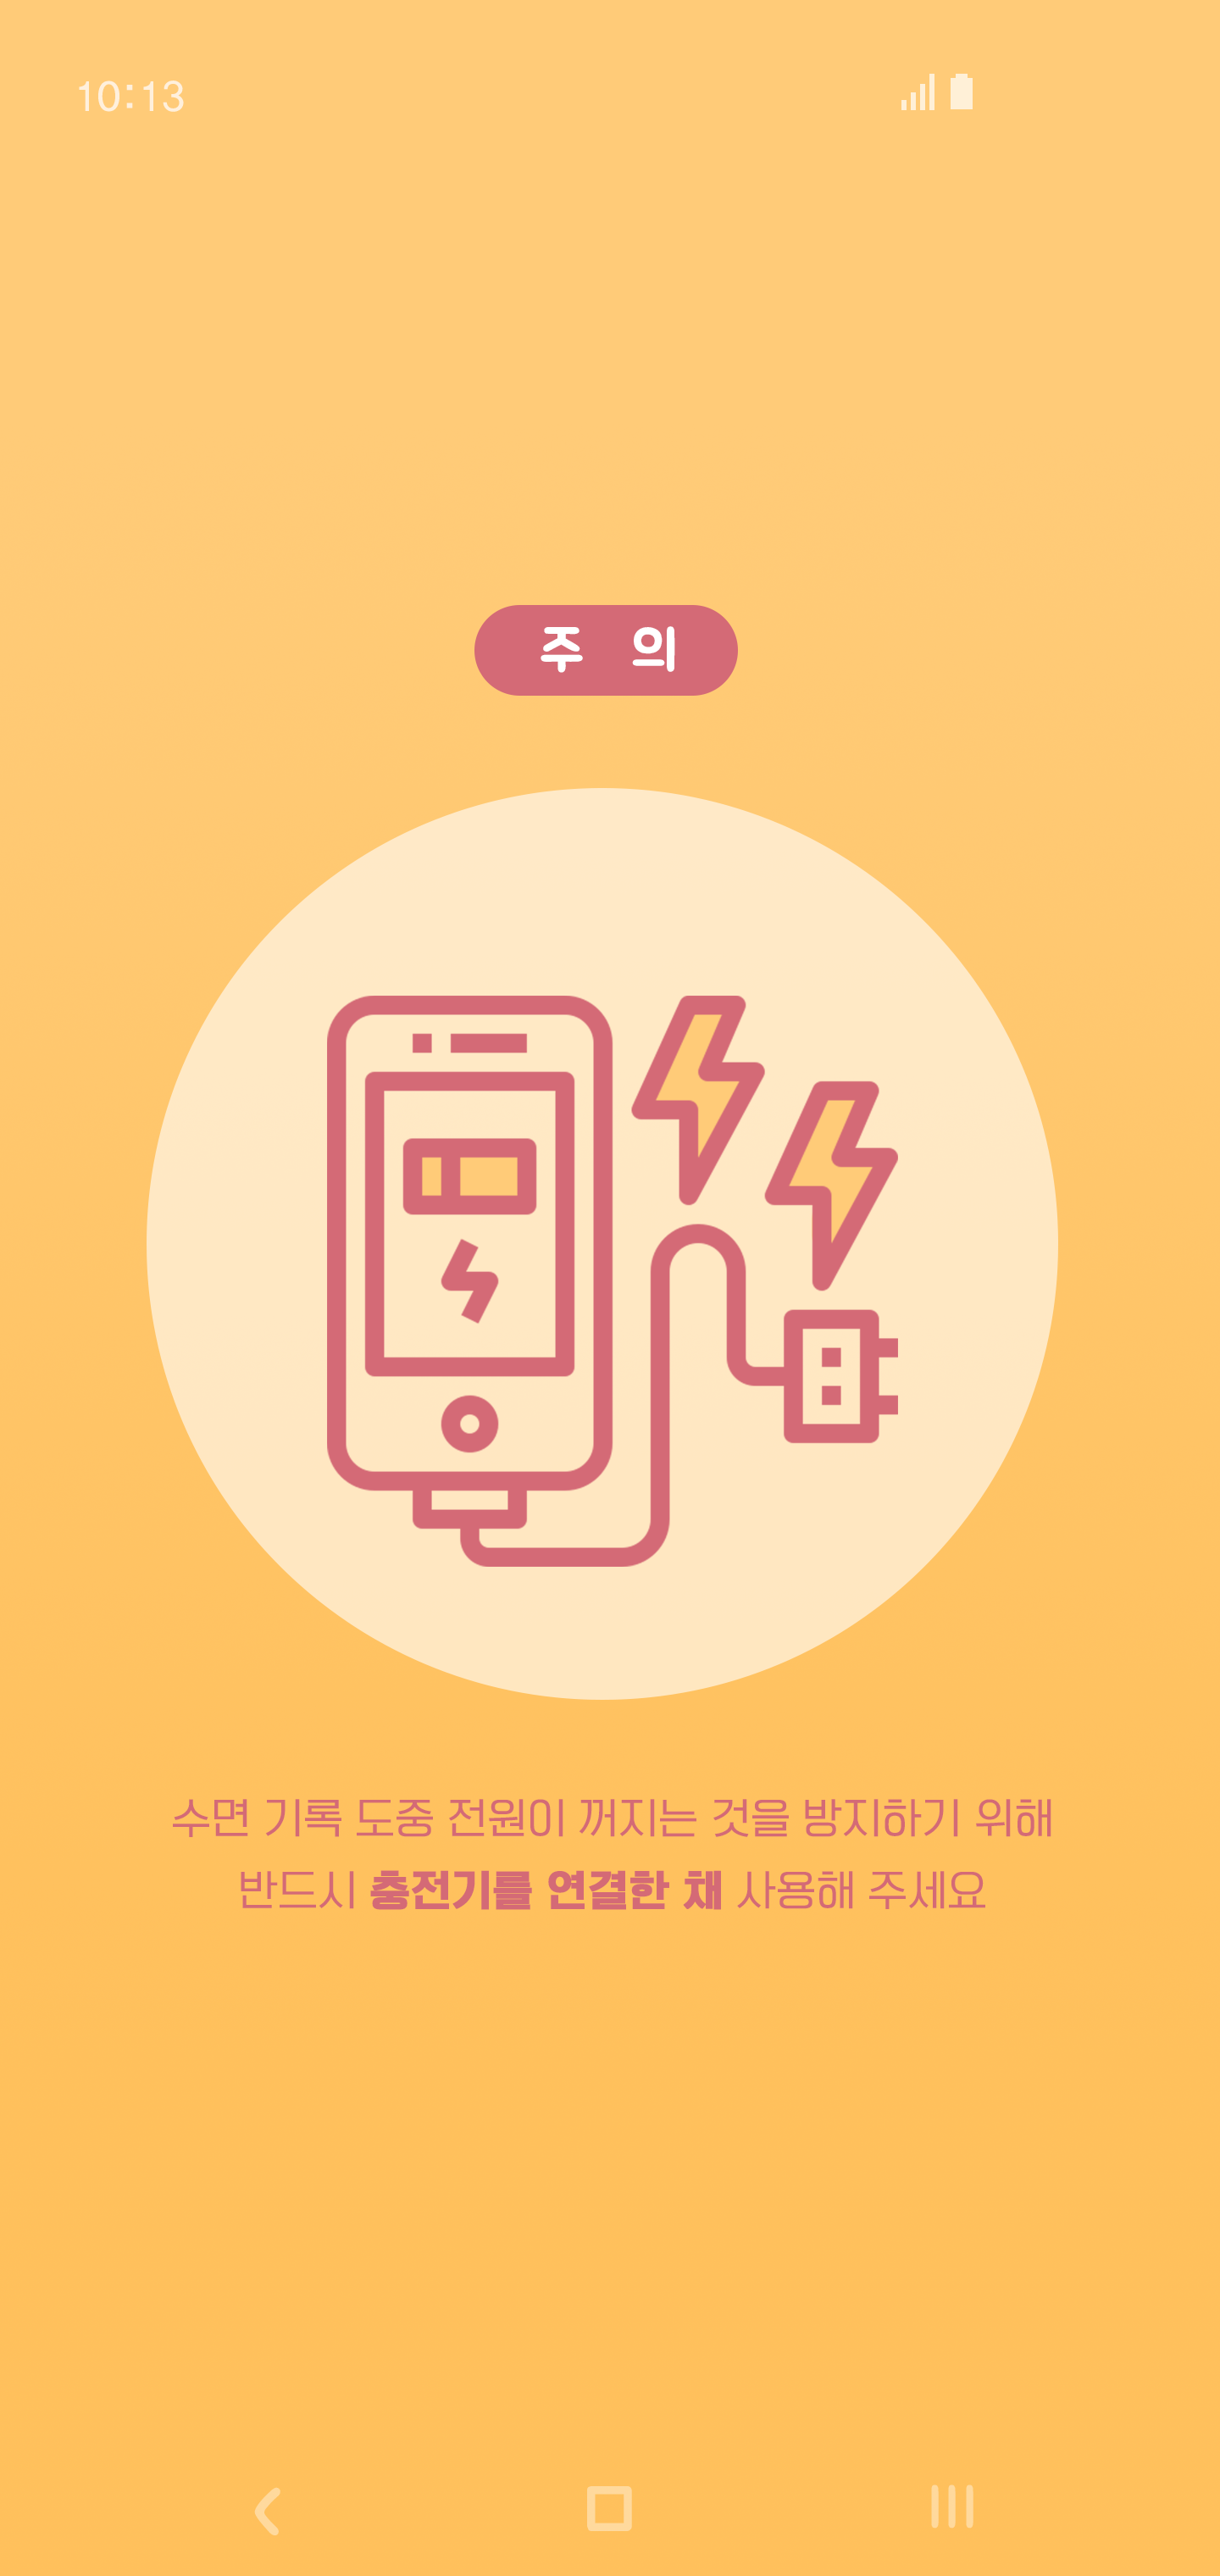 10:13
주 의
수면 기록 도중 전원이 꺼지는 것을 방지하기 위해
반드시 충전기를 연결한 채 사용해 주세요